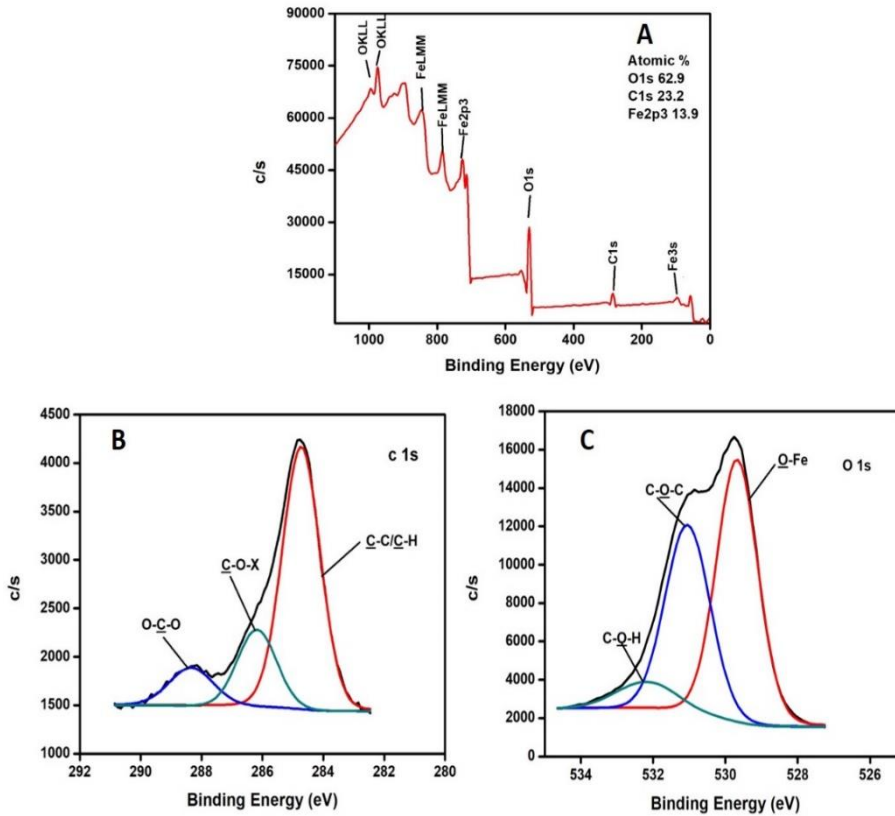 A
Atomic %
O1s 62.9
C1s 23.2
Fe2p3 13.9
OKLL
OKLL
FeLMM
FeLMM
Fe2p3
O1s
C1s
Fe3s
90000
75000
60000
45000
30000
15000
c/s
1000 800 600 400 200 0
Binding Energy (eV)
B
c 1s
C-C/C-H
C-O-X
O-C-O
4500
4000
3500
3000
2500
2000
1500
1000
c/s
292 290 288 286 284 282 280
Binding Energy (eV)
C
O 1s
O-Fe
C-O-C
C-O-H
18000
16000
14000
12000
10000
8000
6000
4000
2000
0
c/s
534 532 530 528 526
Binding Energy (eV)